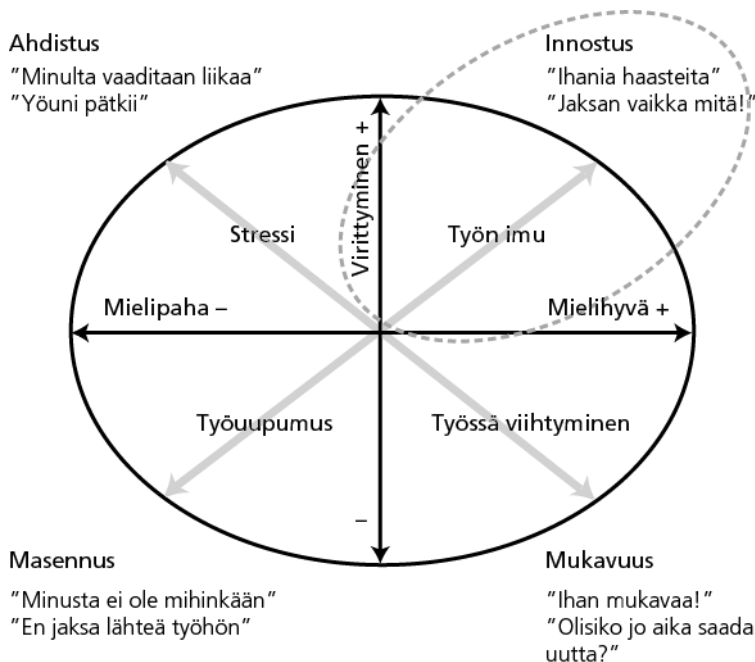 Ahdistus
"Minulta vaaditaan liikaa"
"Yöuni pätkii"
Innostus
"Ihania haasteita"
"Jaksan vaikka mitä!"
Virittyminen +
Stressi
Työn imu
Mielipaha –
Mielihyvä +
Työuupumus
Työssä viihtyminen
–
Masennus
"Minusta ei ole mihinkään"
"En jaksa lähteä työhön"
Mukavuus
"Ihan mukavaa!"
"Olisiko jo aika saada
uutta?"